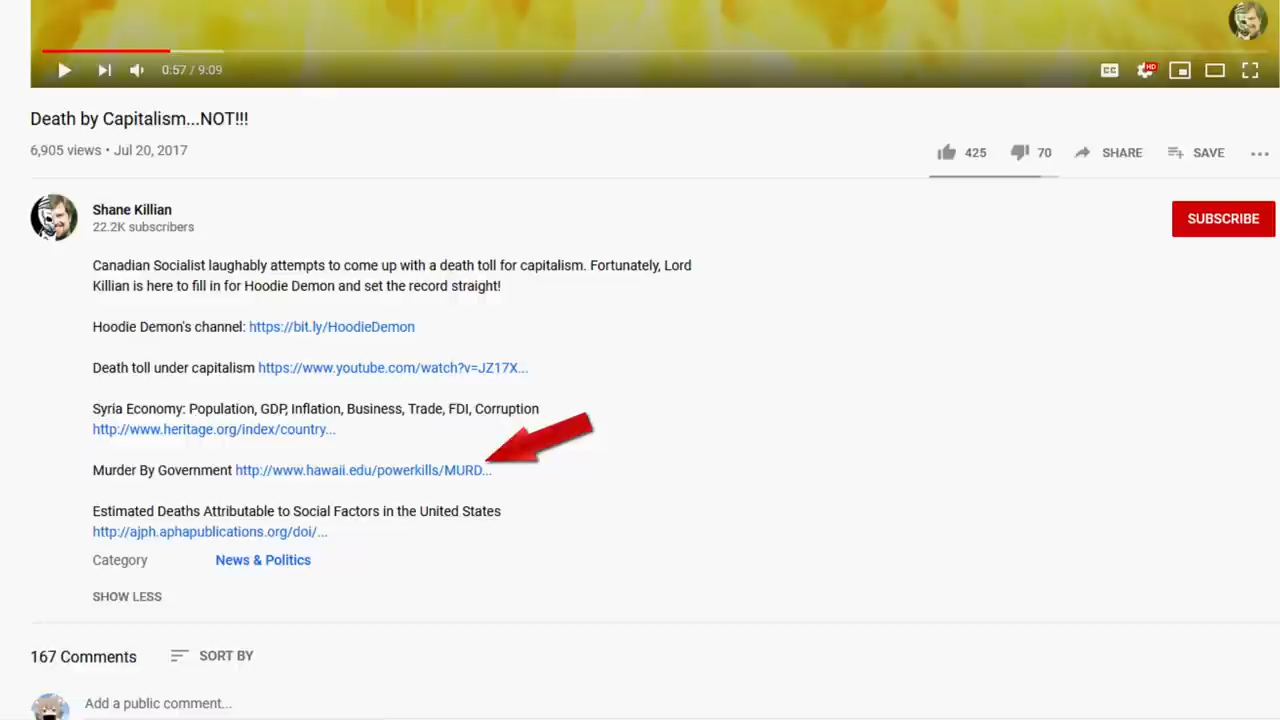 0:57 / 9:09
CC
HD
Death by Capitalism...NOT!!!
6,905 views • Jul 20, 2017
425
70
SHARE
SAVE
Shane Killian
22.2K subscribers
SUBSCRIBE
Canadian Socialist laughably attempts to come up with a death toll for capitalism. Fortunately, Lord
Killian is here to fill in for Hoodie Demon and set the record straight!
Hoodie Demon's channel: https://bit.ly/HoodieDemon
Death toll under capitalism https://www.youtube.com/watch?v=JZ17X...
Syria Economy: Population, GDP, Inflation, Business, Trade, FDI, Corruption
http://www.heritage.org/index/country...
Murder By Government http://www.hawaii.edu/powerkills/MURD...
Estimated Deaths Attributable to Social Factors in the United States
http://ajph.aphapublications.org/doi/...
Category News & Politics
SHOW LESS
167 Comments
SORT BY
Add a public comment...